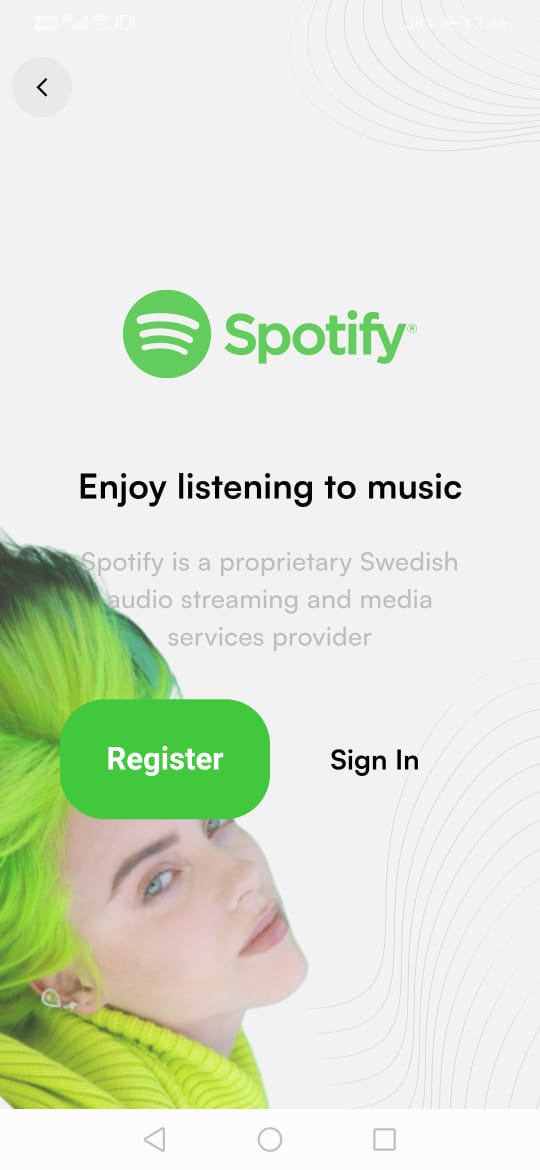 38% 2:46
Spotify®
Enjoy listening to music
Spotify is a proprietary Swedish
audio streaming and media
services provider
Register
Sign In